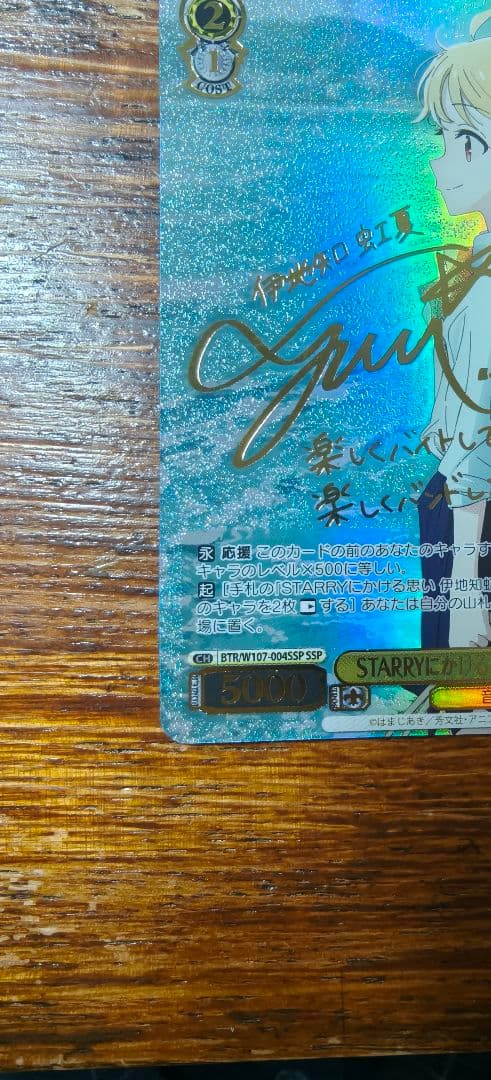 2
1
COST
伊地知 虹夏
楽しくバイトして
楽しくバンドし
永 応援 このカードの前のあなたのキャラす
キャラのレベル×500に等しい。
起 [手札の「STARRYにかける思い 伊地知虹
のキャラを2枚 する] あなたは自分の山札
場に置く。
CH BTR/W107-004SSP SSP
STARRYにかける
POWER 5000 SOUL
音
©はまじあき/芳文社・アニ